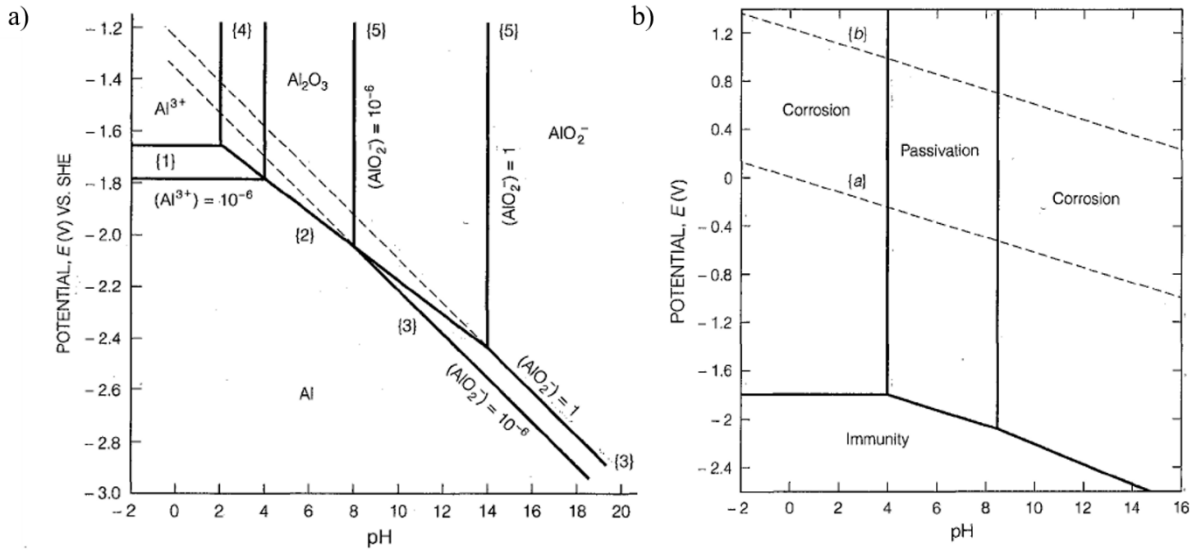 a)
POTENTIAL, E (V) VS. SHE
-1.2
-1.4
-1.6
-1.8
-2.0
-2.2
-2.4
-2.6
-2.8
-3.0
{4}
{5}
{5}
Al³⁺
Al₂O₃
AlO₂⁻
(AlO₂⁻) = 10⁻⁶
(AlO₂⁻) = 1
{1}
(Al³⁺) = 10⁻⁶
{2}
{3}
Al
(AlO₂⁻) = 1
(AlO₂⁻) = 10⁻⁶
{3}
-2 0 2 4 6 8 10 12 14 16 18 20
pH
b)
POTENTIAL, E (V)
1.2
0.8
0.4
0
-0.4
-0.8
-1.2
-1.6
-2
-2.4
{b}
Corrosion
Passivation
{a}
Corrosion
Immunity
-2 0 2 4 6 8 10 12 14 16
pH